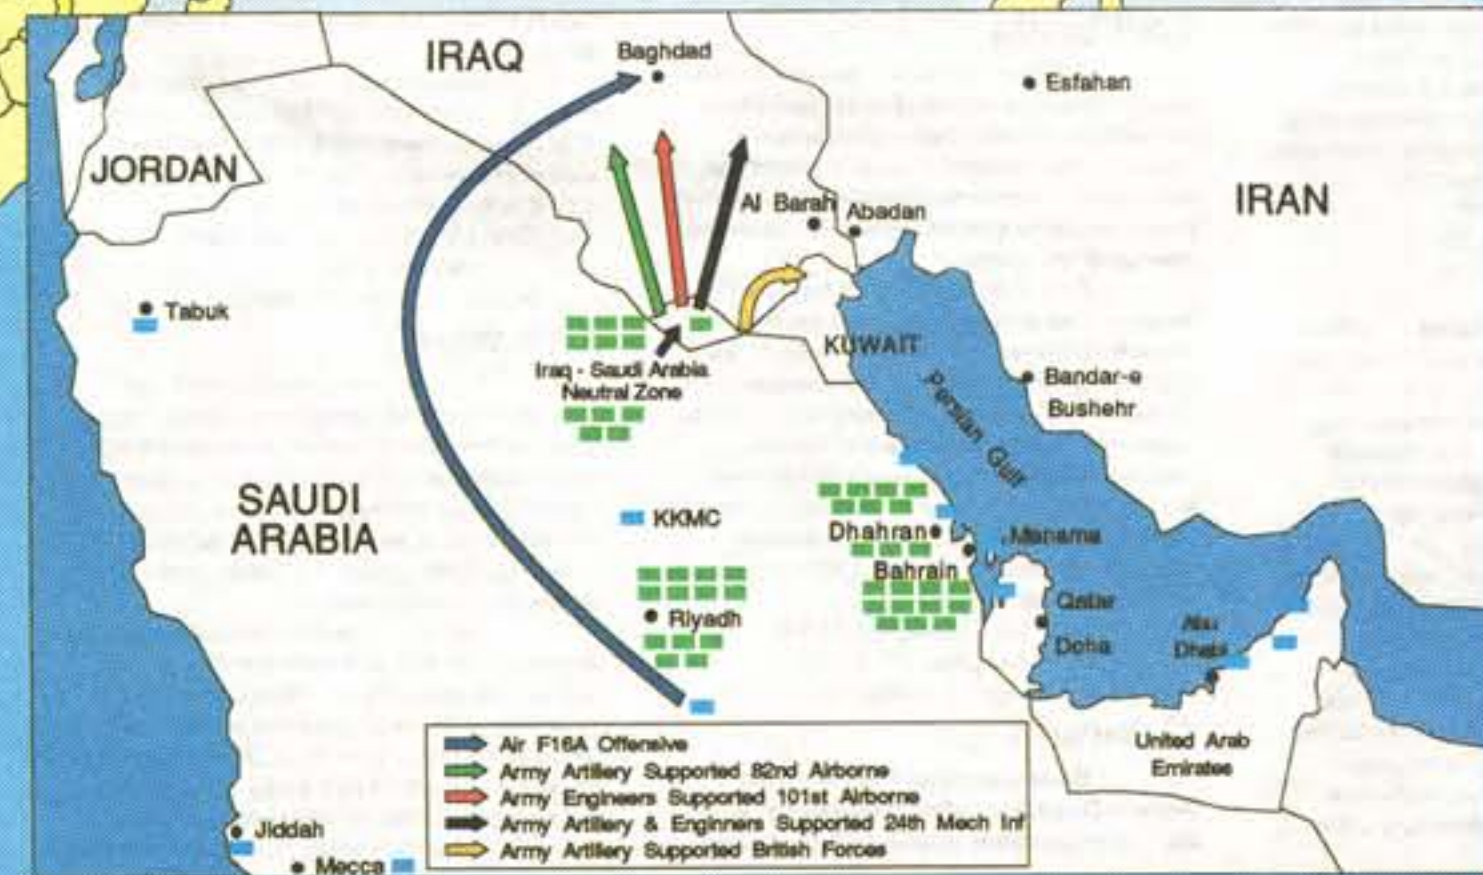 IRAQ
Baghdad
Esfahan
JORDAN
IRAN
Al Barah
Abadan
Tabuk
KUWAIT
Iraq - Saudi Arabia
Neutral Zone
Persian Gulf
Bandar-e
Bushehr
SAUDI
ARABIA
KKMC
Dhahran
Manama
Bahrain
Riyadh
Qatar
Doha
Abu
Dhabi
United Arab
Emirates
Air F16A Offensive
Army Artillery Supported 82nd Airborne
Army Engineers Supported 101st Airborne
Army Artillery & Enginners Supported 24th Mech Inf
Army Artillery Supported British Forces
Jiddah
Mecca